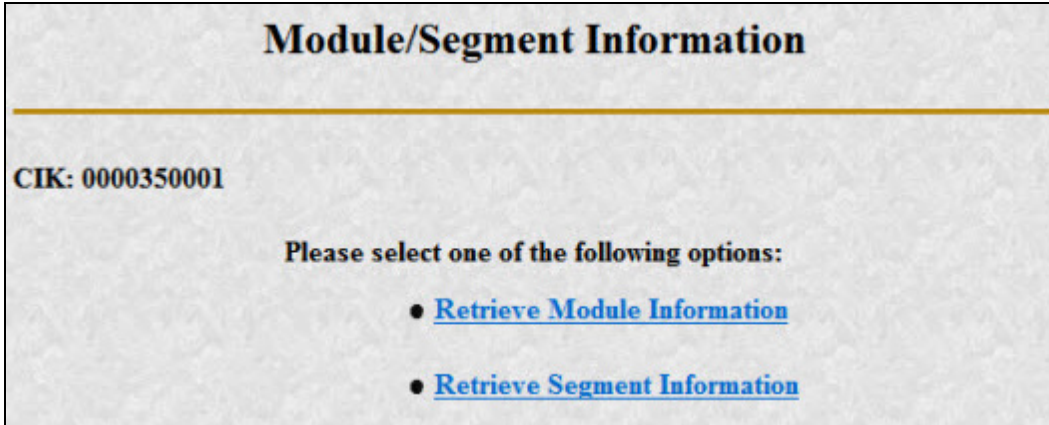 Module/Segment Information
CIK: 0000350001
Please select one of the following options:
Retrieve Module Information
Retrieve Segment Information